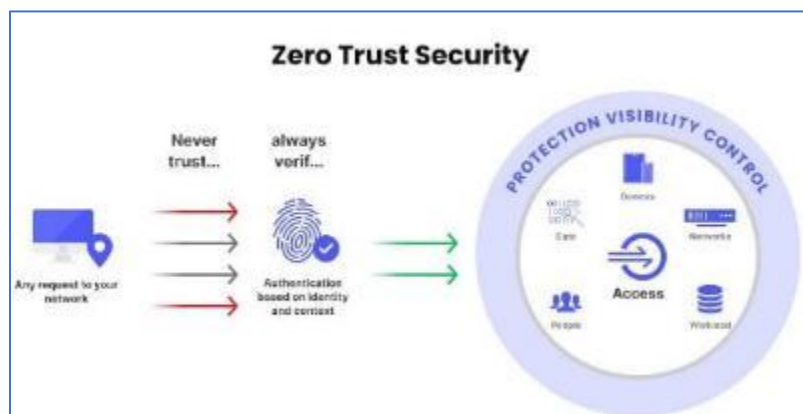 Zero Trust Security
Never
trust...
always
verif...
Any request to your
network
Authentication
based on identity
and context
PROTECTION VISIBILITY CONTROL
Data
Networks
Access
People
Workload